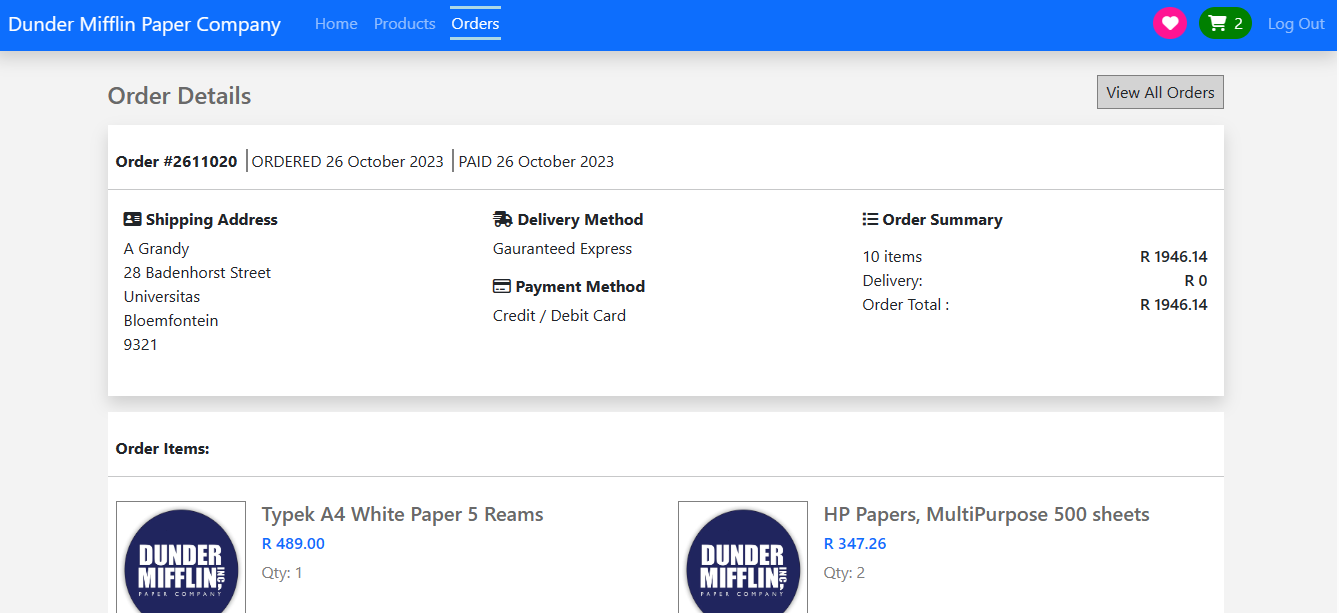 Dunder Mifflin Paper Company Home Products Orders 2 Log Out
Order Details View All Orders
Order #2611020 ORDERED 26 October 2023 PAID 26 October 2023
Shipping Address
A Grandy
28 Badenhorst Street
Universitas
Bloemfontein
9321
Delivery Method
Gauranteed Express
Payment Method
Credit / Debit Card
Order Summary
10 items R 1946.14
Delivery: R 0
Order Total : R 1946.14
Order Items:
DUNDER
MIFFLIN INC,
PAPER COMPANY
Typek A4 White Paper 5 Reams
R 489.00
Qty: 1
DUNDER
MIFFLIN INC,
PAPER COMPANY
HP Papers, MultiPurpose 500 sheets
R 347.26
Qty: 2